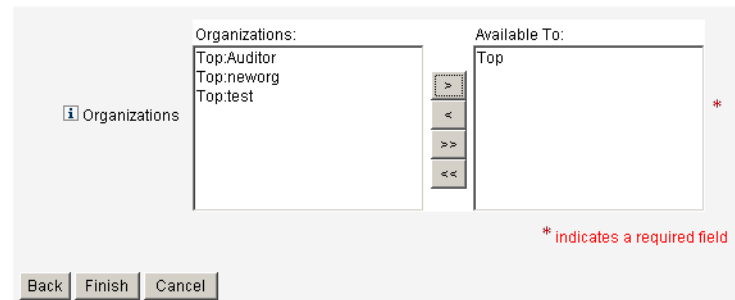 Organizations:
Available To:
Top:Auditor
Top:neworg
Top:test
Top
>
<
>>
<<
i Organizations
*
* indicates a required field
Back
Finish
Cancel